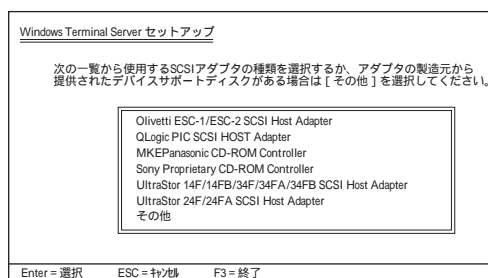 Windows Terminal Server セットアップ
次の一覧から使用するSCSIアダプタの種類を選択するか、アダプタの製造元から
提供されたデバイスサポートディスクがある場合は [ その他 ] を選択してください。
Olivetti ESC-1/ESC-2 SCSI Host Adapter
QLogic PIC SCSI HOST Adapter
MKEPanasonic CD-ROM Controller
Sony Proprietary CD-ROM Controller
UltraStor 14F/14FB/34F/34FA/34FB SCSI Host Adapter
UltraStor 24F/24FA SCSI Host Adapter
その他
Enter = 選択 ESC = ｷｬﾝｾﾙ F3 = 終了